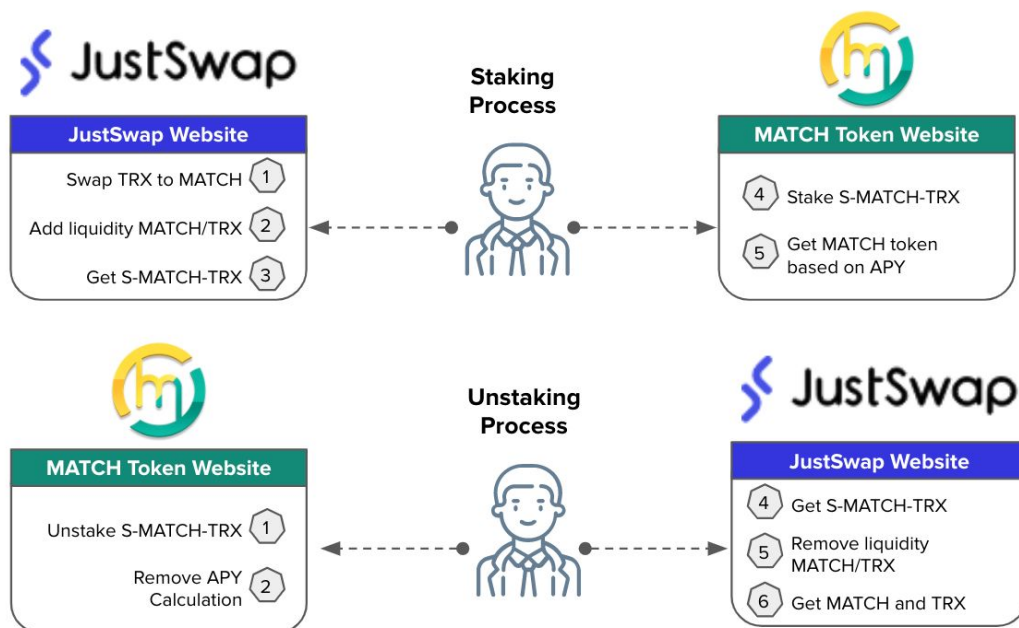 JustSwap
Staking
Process
JustSwap Website
Swap TRX to MATCH 1
Add liquidity MATCH/TRX 2
Get S-MATCH-TRX 3
m
MATCH Token Website
4 Stake S-MATCH-TRX
5 Get MATCH token
based on APY
m
MATCH Token Website
Unstake S-MATCH-TRX 1
Remove APY
Calculation 2
Unstaking
Process
JustSwap
JustSwap Website
4 Get S-MATCH-TRX
5 Remove liquidity
MATCH/TRX
6 Get MATCH and TRX